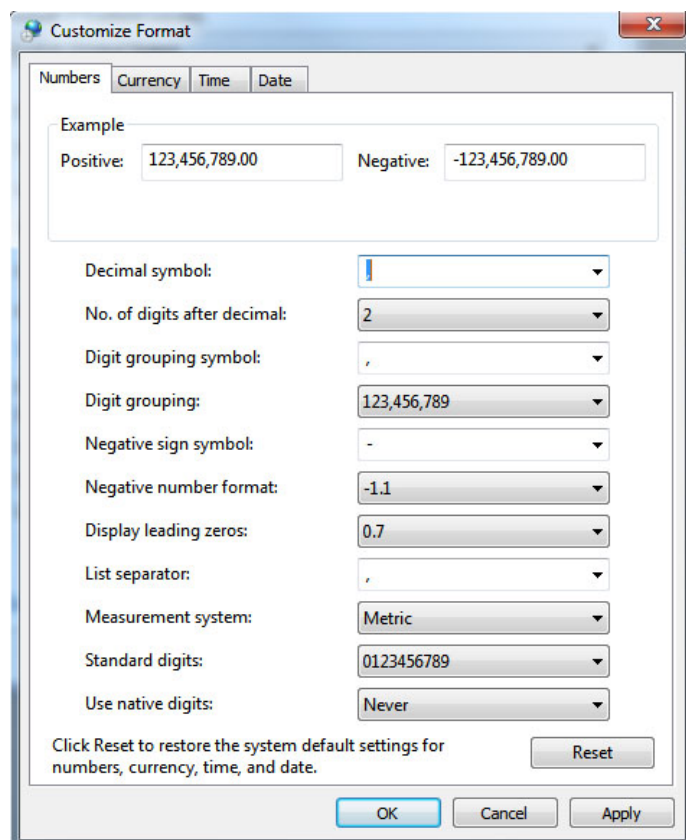 Customize Format
Numbers Currency Time Date
Example
Positive: 123,456,789.00 Negative: -123,456,789.00
Decimal symbol:
No. of digits after decimal: 2
Digit grouping symbol: ,
Digit grouping: 123,456,789
Negative sign symbol: -
Negative number format: -1.1
Display leading zeros: 0.7
List separator: ,
Measurement system: Metric
Standard digits: 0123456789
Use native digits: Never
Click Reset to restore the system default settings for
numbers, currency, time, and date.
Reset
OK Cancel Apply